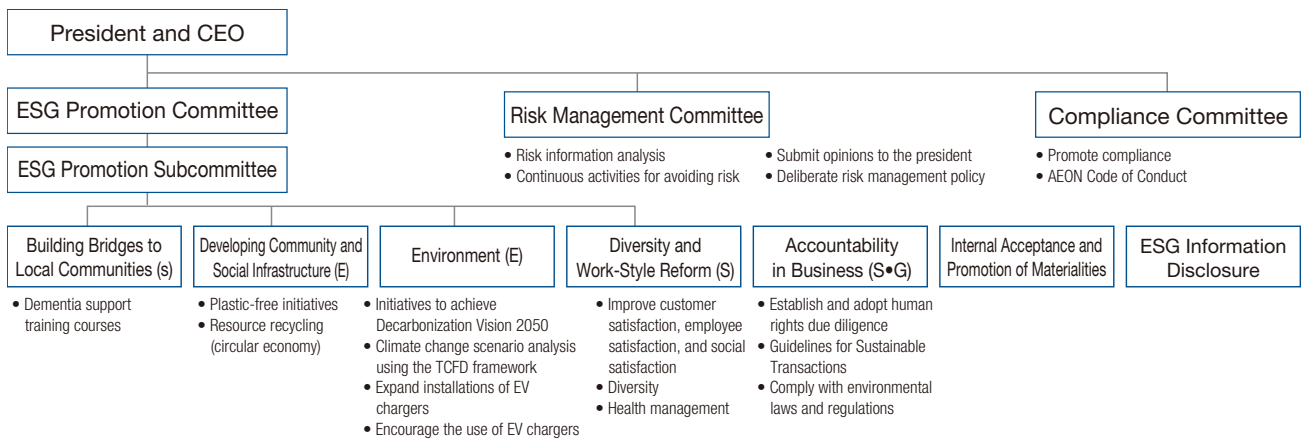 President and CEO
ESG Promotion Committee
Risk Management Committee
• Risk information analysis
• Continuous activities for avoiding risk
• Submit opinions to the president
• Deliberate risk management policy
Compliance Committee
• Promote compliance
• AEON Code of Conduct
ESG Promotion Subcommittee
Building Bridges to
Local Communities (s)
• Dementia support
training courses
Developing Community and
Social Infrastructure (E)
• Plastic-free initiatives
• Resource recycling
(circular economy)
Environment (E)
• Initiatives to achieve
Decarbonization Vision 2050
• Climate change scenario analysis
using the TCFD framework
• Expand installations of EV
chargers
• Encourage the use of EV chargers
Diversity and
Work-Style Reform (S)
• Improve customer
satisfaction, employee
satisfaction, and social
satisfaction
• Diversity
• Health management
Accountability
in Business (S•G)
• Establish and adopt human
rights due diligence
• Guidelines for Sustainable
Transactions
• Comply with environmental
laws and regulations
Internal Acceptance and
Promotion of Materialities
ESG Information
Disclosure